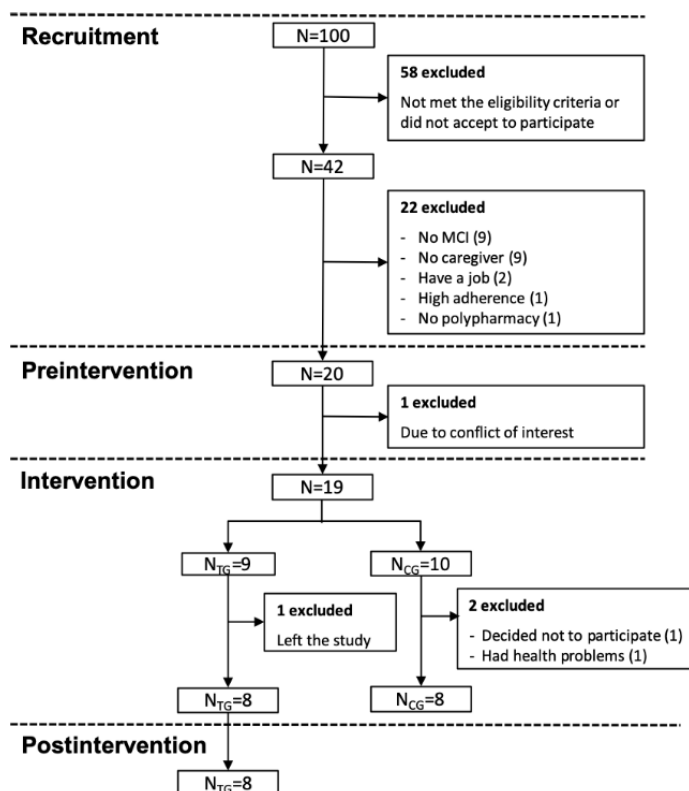 Recruitment
N=100
58 excluded
Not met the eligibility criteria or
did not accept to participate
N=42
22 excluded
- No MCI (9)
- No caregiver (9)
- Have a job (2)
- High adherence (1)
- No polypharmacy (1)
Preintervention
N=20
1 excluded
Due to conflict of interest
Intervention
N=19
NTG=9
NCG=10
1 excluded
Left the study
2 excluded
- Decided not to participate (1)
- Had health problems (1)
NTG=8
NCG=8
Postintervention
NTG=8